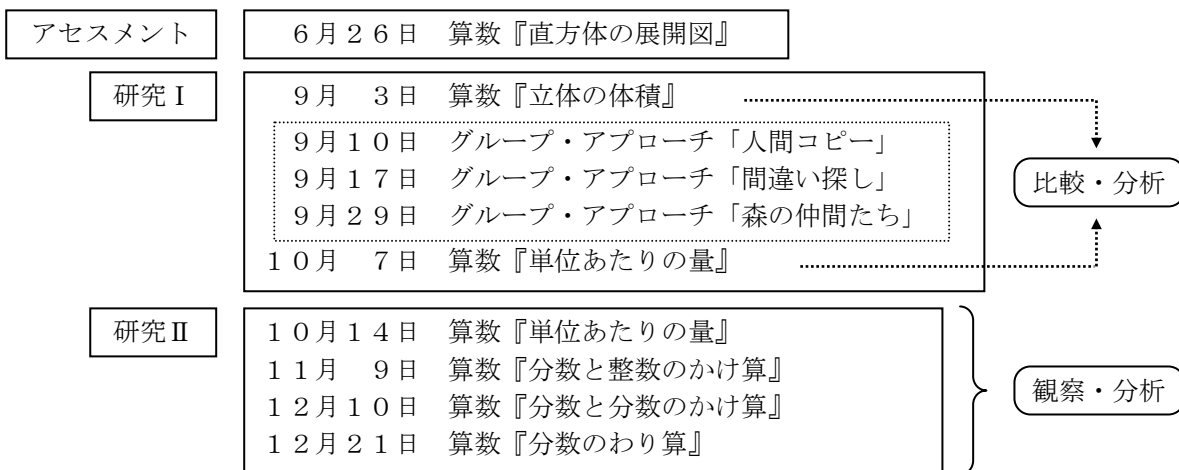 アセスメント
６月２６日　算数『直方体の展開図』
研究Ⅰ
９月　３日　算数『立体の体積』
９月１０日　グループ・アプローチ「人間コピー」
９月１７日　グループ・アプローチ「間違い探し」
９月２９日　グループ・アプローチ「森の仲間たち」
１０月　７日　算数『単位あたりの量』
比較・分析
研究Ⅱ
１０月１４日　算数『単位あたりの量』
１１月　９日　算数『分数と整数のかけ算』
１２月１０日　算数『分数と分数のかけ算』
１２月２１日　算数『分数のわり算』
観察・分析